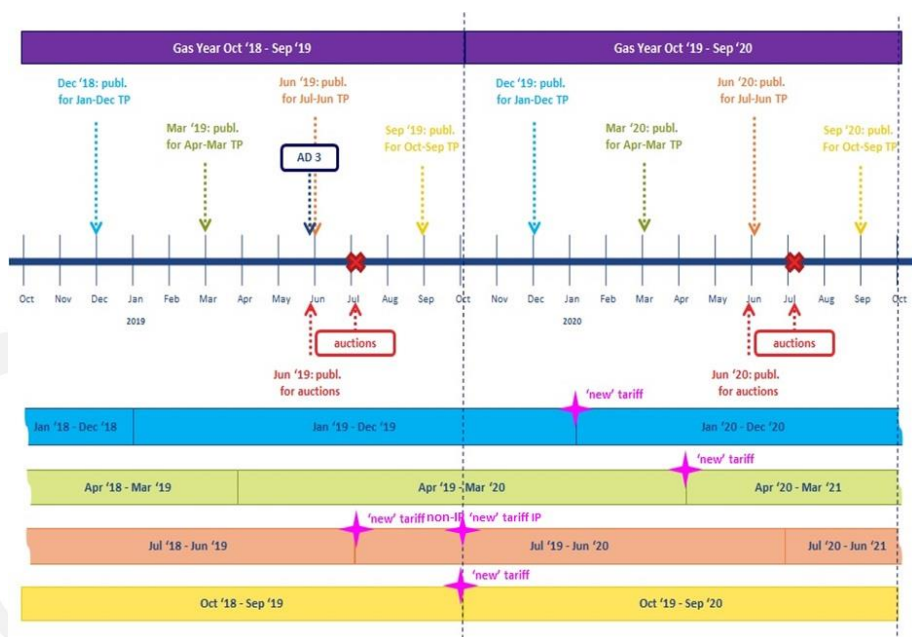 Gas Year Oct '18 - Sep '19
Gas Year Oct '19 - Sep '20
Dec '18: publ.
for Jan-Dec TP
Jun '19: publ.
for Jul-Jun TP
Dec '19: publ.
for Jan-Dec TP
Jun '20: publ.
for Jul-Jun TP
Mar '19: publ.
for Apr-Mar TP
Sep '19: publ.
For Oct-Sep TP
Mar '20: publ.
for Apr-Mar TP
Sep '20: publ.
For Oct-Sep TP
AD 3
Oct Nov Dec Jan Feb Mar Apr May Jun Jul Aug Sep Oct Nov Dec Jan Feb Mar Apr May Jun Jul Aug Sep Oct
2019
2020
auctions
auctions
Jun '19: publ.
for auctions
Jun '20: publ.
for auctions
'new' tariff
Jan '18 - Dec '18
Jan '19 - Dec '19
Jan '20 - Dec '20
'new' tariff
Apr '18 - Mar '19
Apr '19 - Mar '20
Apr '20 - Mar '21
'new' tariff non-IP
'new' tariff IP
Jul '18 - Jun '19
Jul '19 - Jun '20
Jul '20 - Jun '21
'new' tariff
Oct '18 - Sep '19
Oct '19 - Sep '20